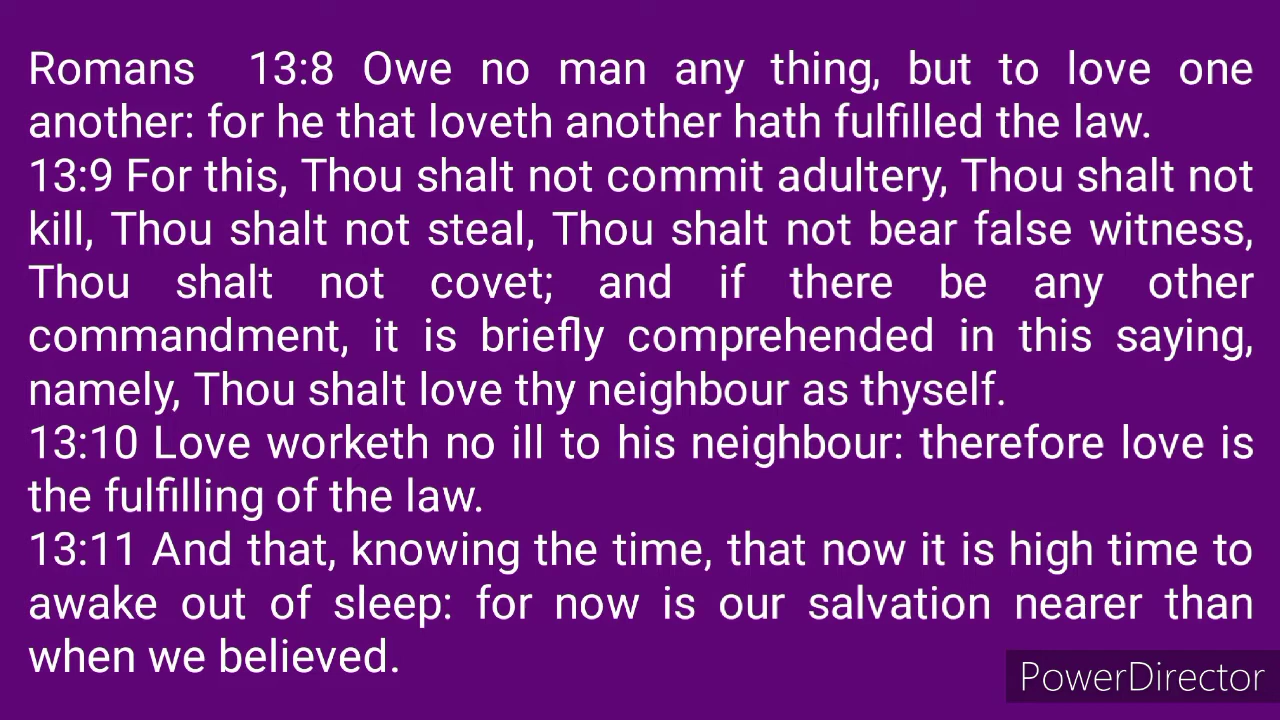 Romans 13:8 Owe no man any thing, but to love one
another: for he that loveth another hath fulfilled the law.
13:9 For this, Thou shalt not commit adultery, Thou shalt not
kill, Thou shalt not steal, Thou shalt not bear false witness,
Thou shalt not covet; and if there be any other
commandment, it is briefly comprehended in this saying,
namely, Thou shalt love thy neighbour as thyself.
13:10 Love worketh no ill to his neighbour: therefore love is
the fulfilling of the law.
13:11 And that, knowing the time, that now it is high time to
awake out of sleep: for now is our salvation nearer than
when we believed.
PowerDirector